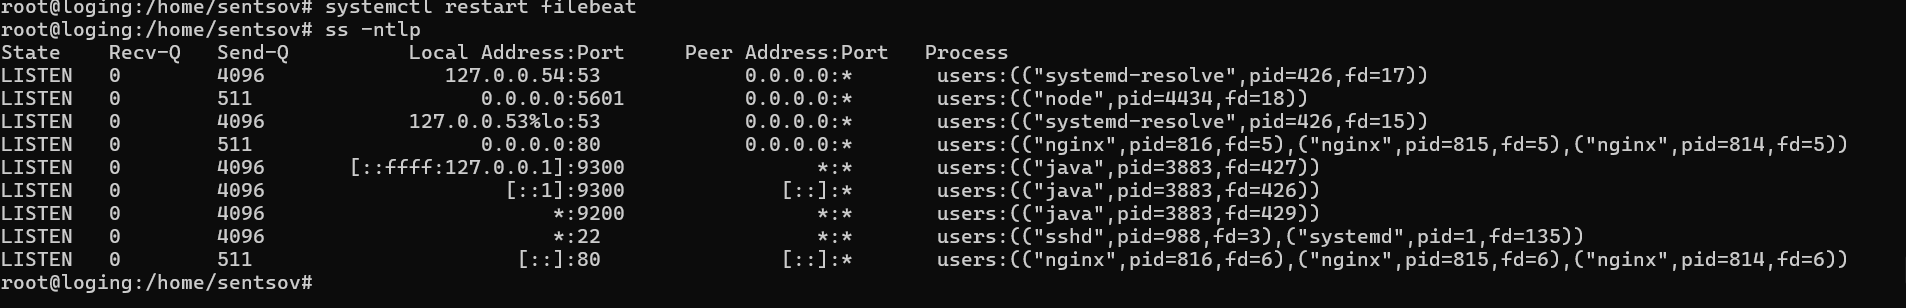 root@loging:/home/sentsov# systemctl restart filebeat
root@loging:/home/sentsov# ss -ntlp
State   Recv-Q   Send-Q          Local Address:Port     Peer Address:Port   Process
LISTEN   0        4096               127.0.0.54:53            0.0.0.0:*       users:(("systemd-resolve",pid=426,fd=17))
LISTEN   0        511                   0.0.0.0:5601          0.0.0.0:*       users:(("node",pid=4434,fd=18))
LISTEN   0        4096            127.0.0.53%lo:53            0.0.0.0:*       users:(("systemd-resolve",pid=426,fd=15))
LISTEN   0        511                   0.0.0.0:80            0.0.0.0:*       users:(("nginx",pid=816,fd=5),("nginx",pid=815,fd=5),("nginx",pid=814,fd=5))
LISTEN   0        4096       [::ffff:127.0.0.1]:9300                *:*       users:(("java",pid=3883,fd=427))
LISTEN   0        4096                    [::1]:9300             [::]:*       users:(("java",pid=3883,fd=426))
LISTEN   0        4096                        *:9200                *:*       users:(("java",pid=3883,fd=429))
LISTEN   0        4096                        *:22                  *:*       users:(("sshd",pid=988,fd=3),("systemd",pid=1,fd=135))
LISTEN   0        511                      [::]:80               [::]:*       users:(("nginx",pid=816,fd=6),("nginx",pid=815,fd=6),("nginx",pid=814,fd=6))
root@loging:/home/sentsov#